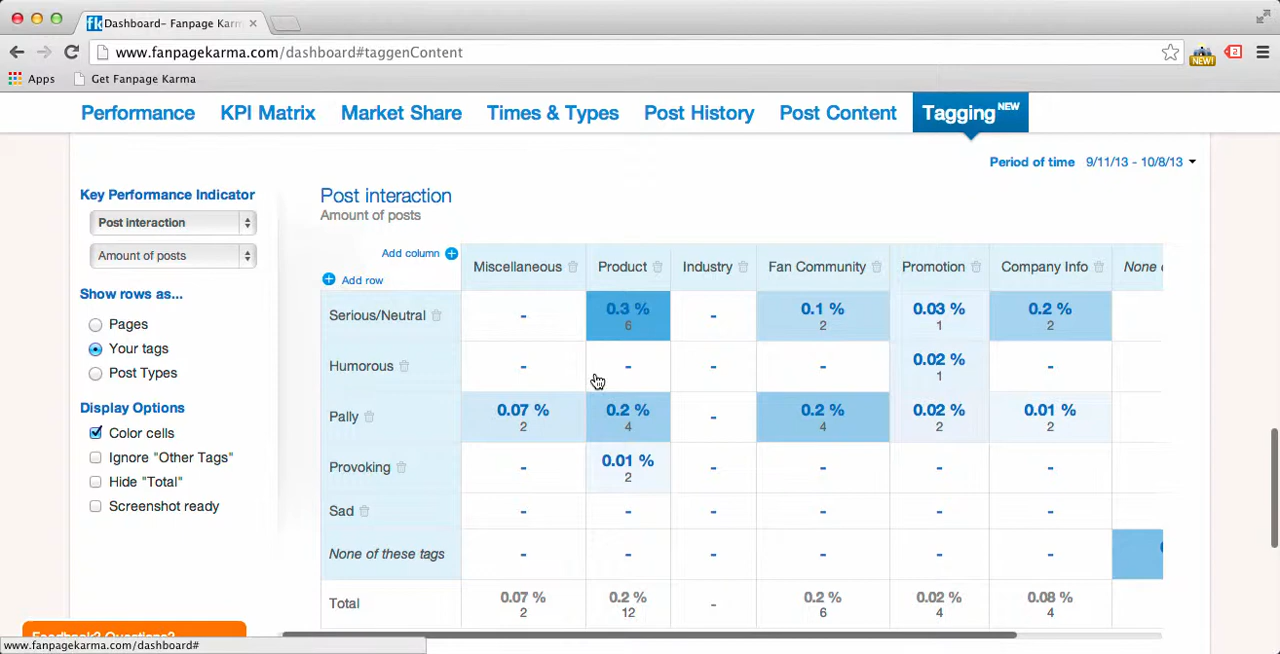 Dashboard- Fanpage Karm
www.fanpagekarma.com/dashboard#taggenContent
NEW!
2
Apps Get Fanpage Karma
Performance KPI Matrix Market Share Times & Types Post History Post Content Tagging NEW
Period of time 9/11/13 - 10/8/13
Key Performance Indicator
Post interaction
Amount of posts
Show rows as...
Pages
Your tags
Post Types
Display Options
Color cells
Ignore "Other Tags"
Hide "Total"
Screenshot ready
Post interaction
Amount of posts
Add column
Add row
Miscellaneous Product Industry Fan Community Promotion Company Info None
Serious/Neutral - 0.3 % - 0.1 % 0.03 % 0.2 %
6 2 1 2
Humorous - - - - 0.02 % -
1
Pally 0.07 % 0.2 % - 0.2 % 0.02 % 0.01 %
2 4 4 2 2
Provoking - 0.01 % - - - -
2
Sad - - - - - -
None of these tags - - - - - -
Total 0.07 % 0.2 % - 0.2 % 0.02 % 0.08 %
2 12 6 4 4
Feedback? Questions?
www.fanpagekarma.com/dashboard#